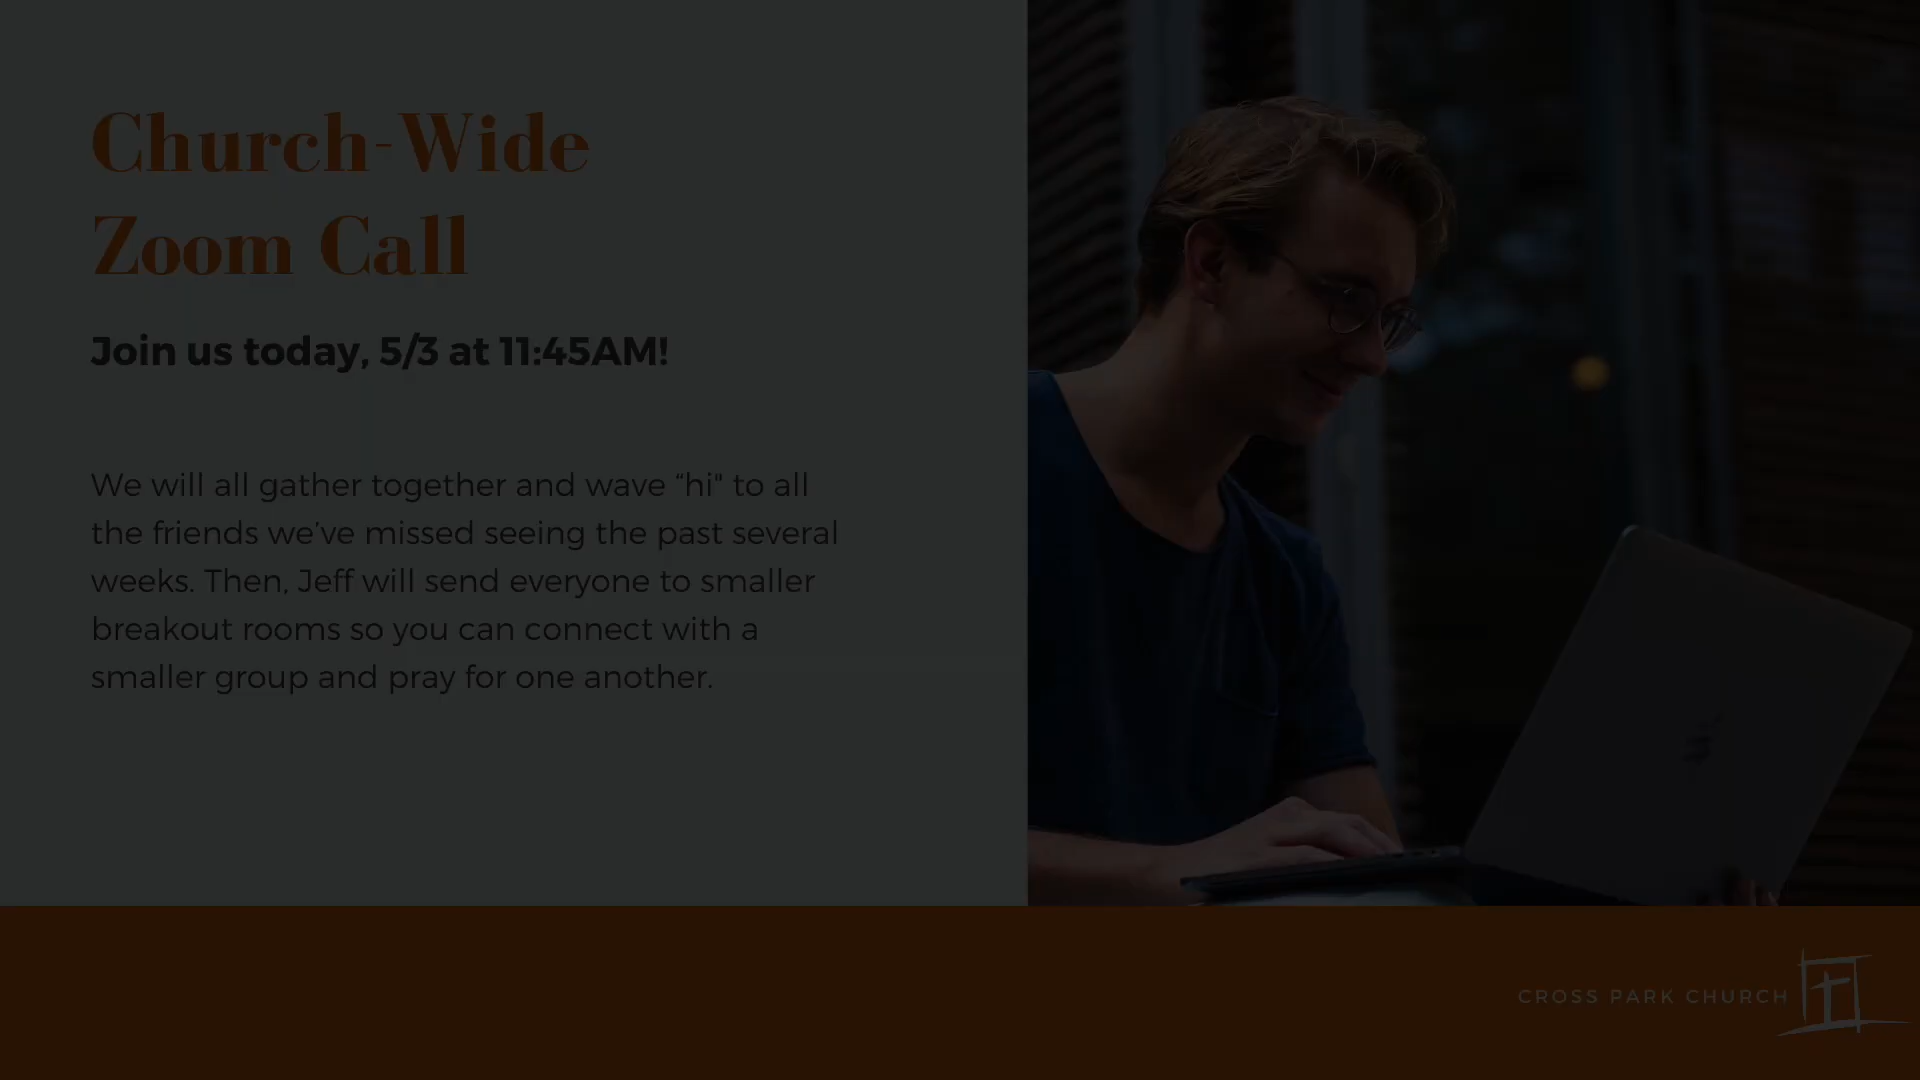 Church-Wide
Zoom Call
Join us today, 5/3 at 11:45AM!
We will all gather together and wave “hi" to all
the friends we’ve missed seeing the past several
weeks. Then, Jeff will send everyone to smaller
breakout rooms so you can connect with a
smaller group and pray for one another.
CROSS PARK CHURCH